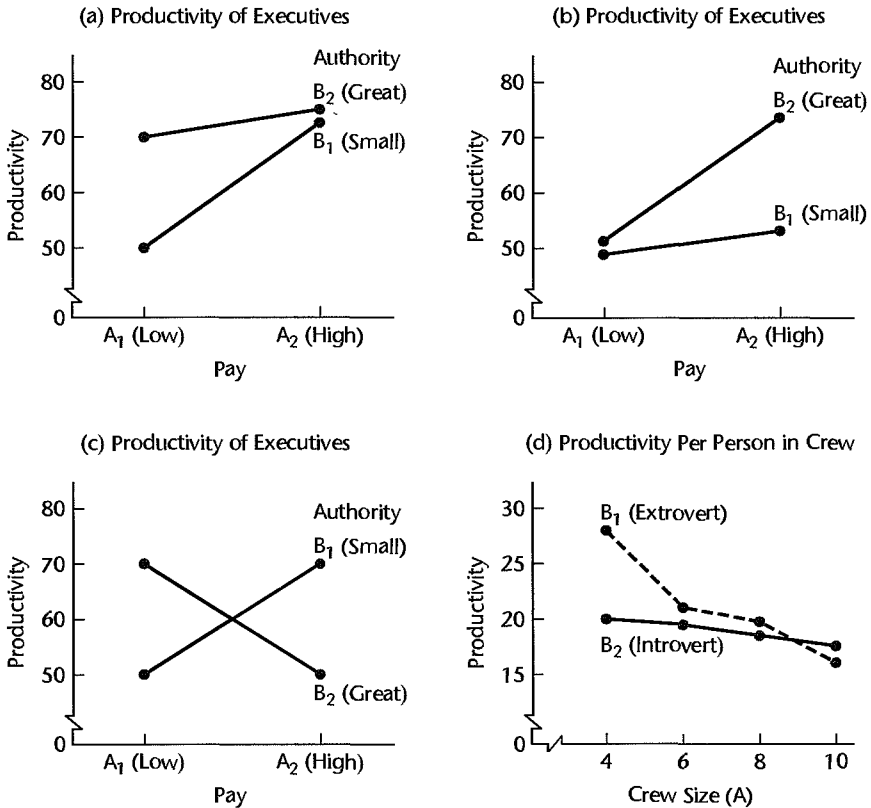 (a) Productivity of Executives
Authority
B2 (Great)
B1 (Small)
80
70
60
50
0
Productivity
A1 (Low)
A2 (High)
Pay
(b) Productivity of Executives
Authority
B2 (Great)
B1 (Small)
80
70
60
50
0
Productivity
A1 (Low)
A2 (High)
Pay
(c) Productivity of Executives
Authority
B1 (Small)
B2 (Great)
80
70
60
50
0
Productivity
A1 (Low)
A2 (High)
Pay
(d) Productivity Per Person in Crew
B1 (Extrovert)
B2 (Introvert)
30
25
20
15
0
Productivity
4
6
8
10
Crew Size (A)